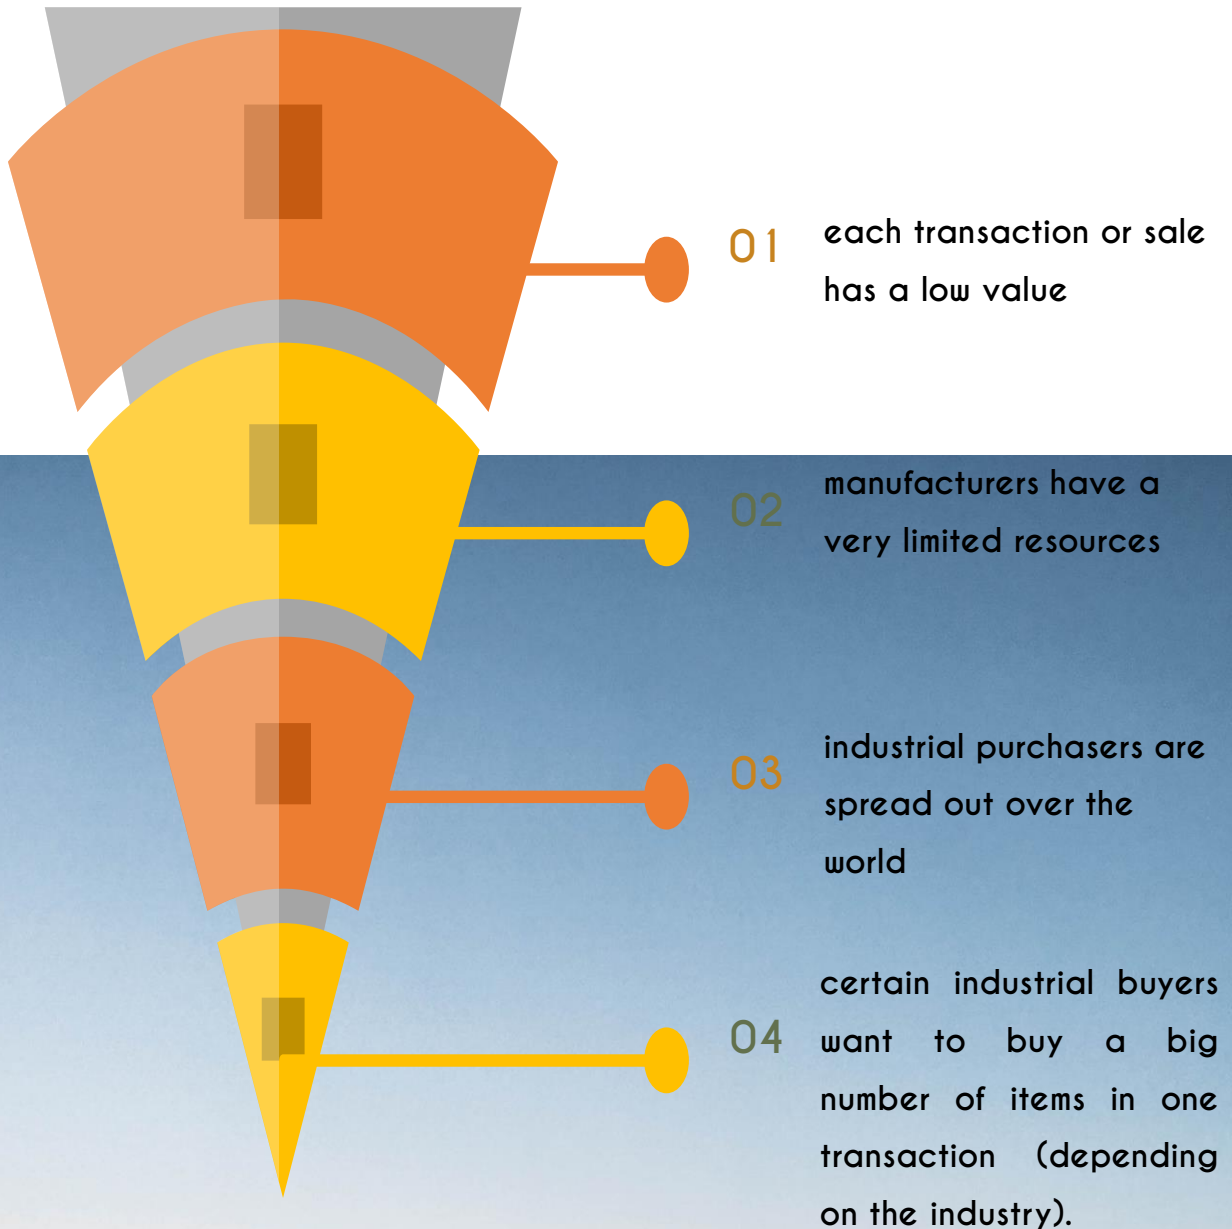 01
each transaction or sale
has a low value
02
manufacturers have a
very limited resources
03
industrial purchasers are
spread out over the
world
04
certain industrial buyers
want to buy a big
number of items in one
transaction (depending
on the industry).